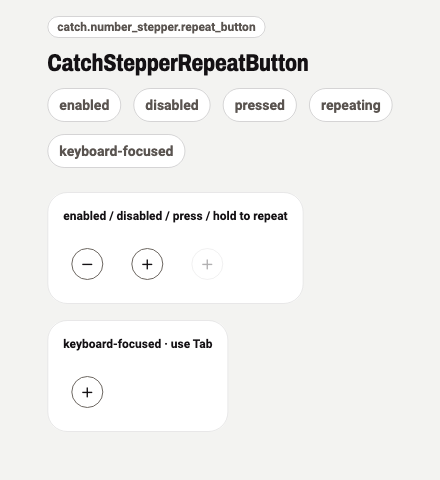 catch.number_stepper.repeat_button
CatchStepperRepeatButton
enabled disabled pressed repeating
keyboard-focused
enabled / disabled / press / hold to repeat
− + +
keyboard-focused · use Tab
+